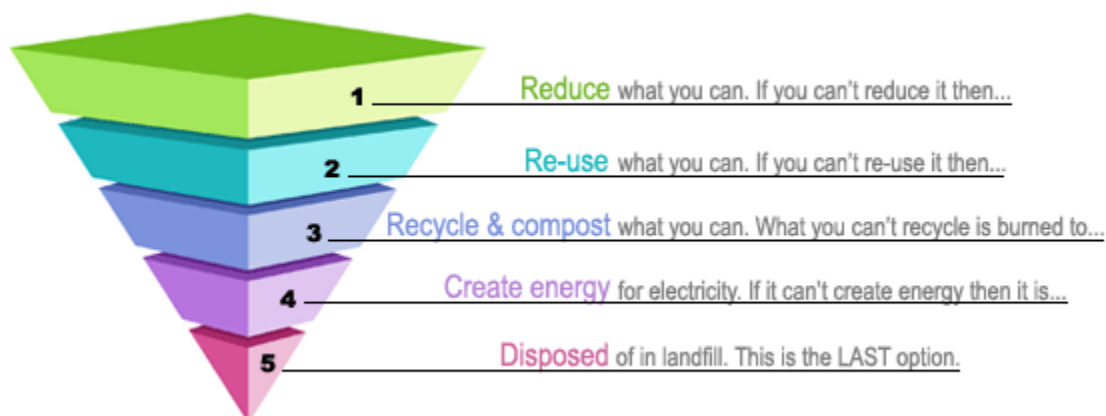 1 Reduce what you can. If you can't reduce it then...
2 Re-use what you can. If you can't re-use it then...
3 Recycle & compost what you can. What you can't recycle is burned to...
4 Create energy for electricity. If it can't create energy then it is...
5 Disposed of in landfill. This is the LAST option.